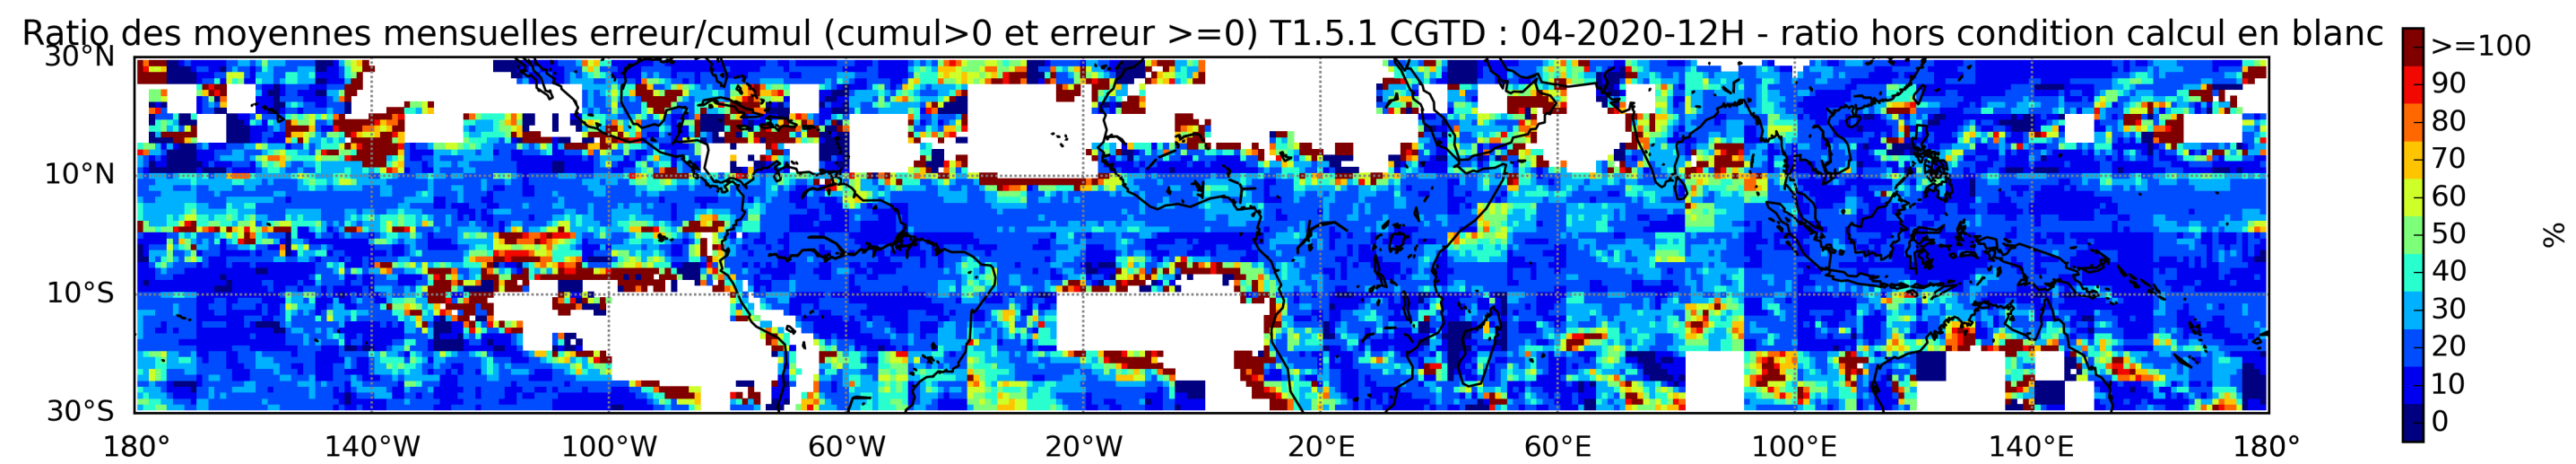 Ratio des moyennes mensuelles erreur/cumul (cumul>0 et erreur >=0) T1.5.1 CGTD : 04-2020-12H - ratio hors condition calcul en blanc
30°N
10°N
10°S
30°S
180°
140°W
100°W
60°W
20°W
20°E
60°E
100°E
140°E
180°
>=100
90
80
70
60
50
40
30
20
10
0
%